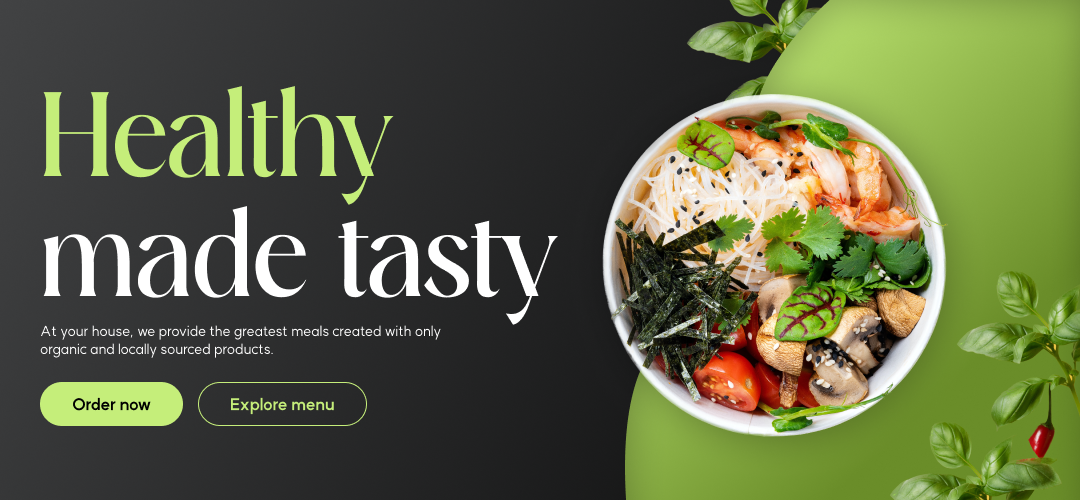 Healthy
made tasty
At your house, we provide the greatest meals created with only
organic and locally sourced products.
Order now
Explore menu